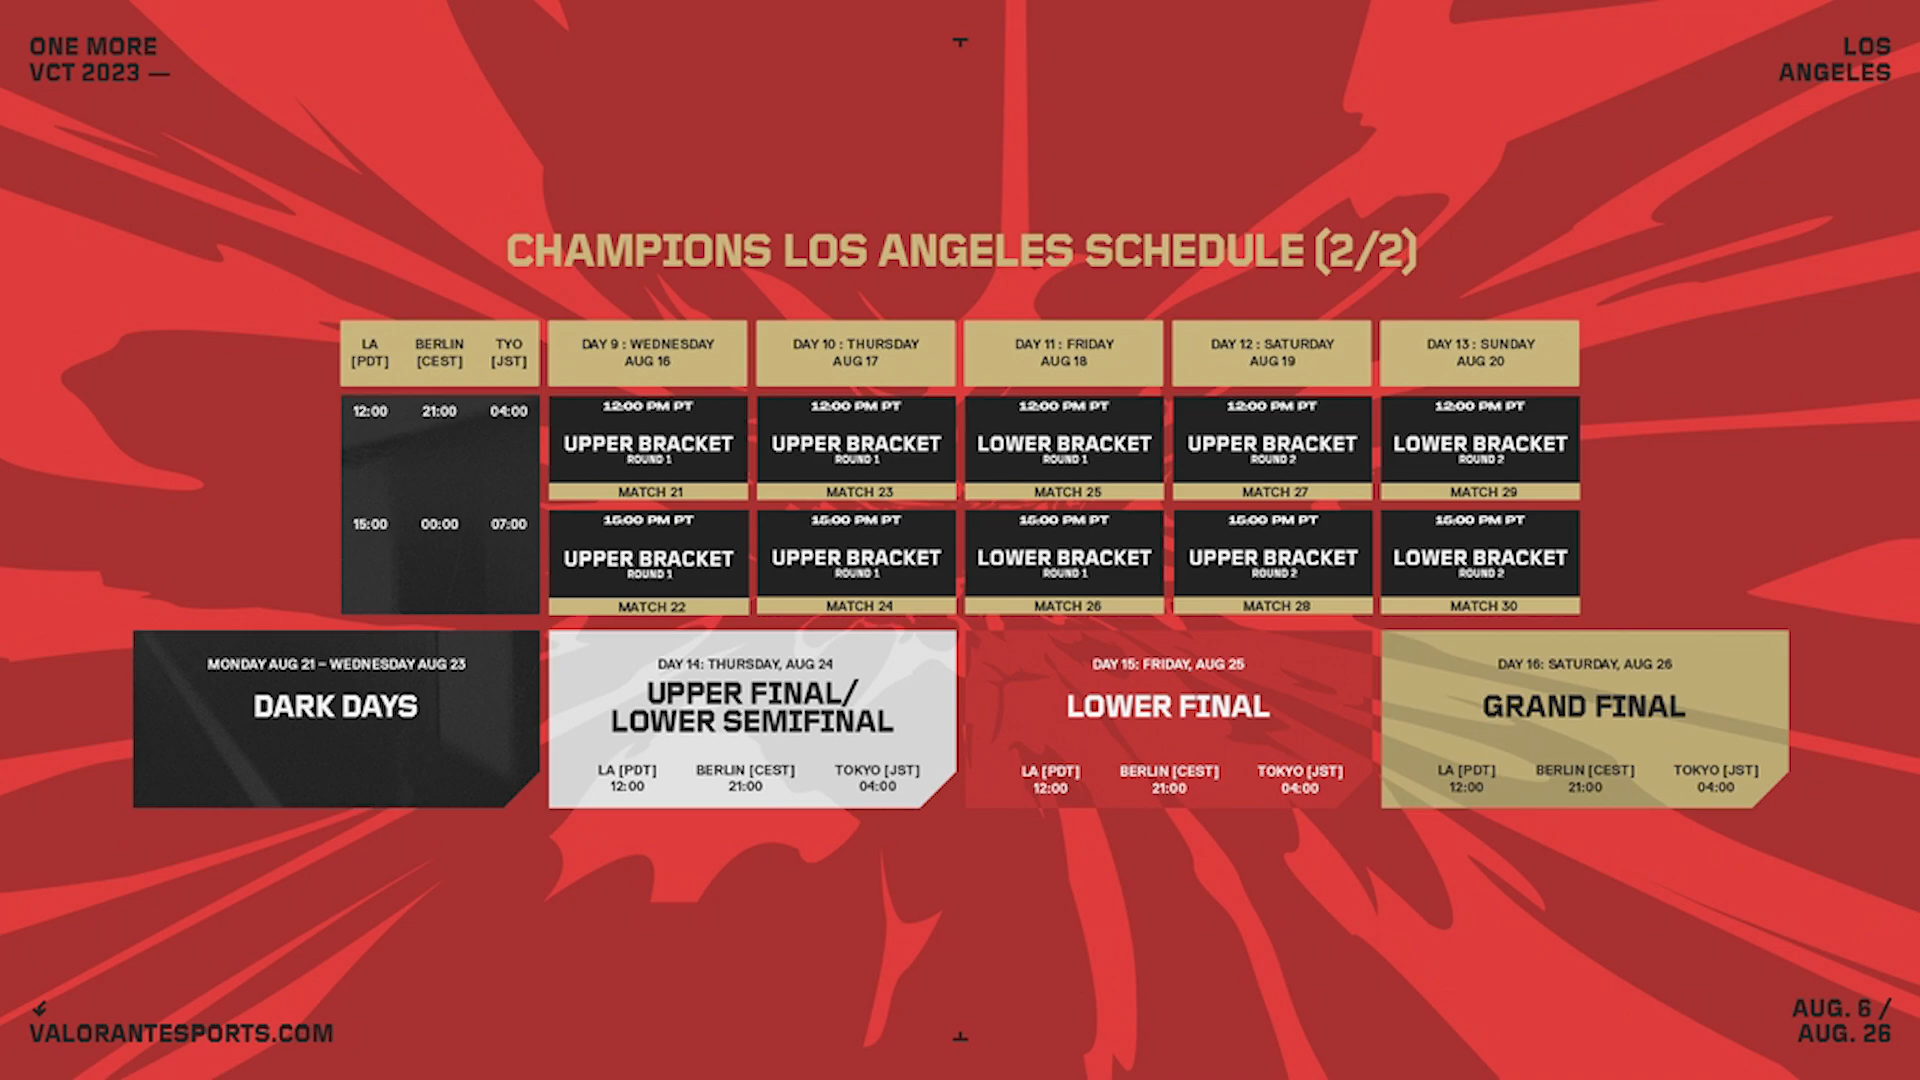 ONE MORE
VCT 2023 —
LOS
ANGELES
CHAMPIONS LOS ANGELES SCHEDULE (2/2)
LA BERLIN TYO
[PDT] [CEST] [JST]
DAY 9 : WEDNESDAY
AUG 16
DAY 10 : THURSDAY
AUG 17
DAY 11 : FRIDAY
AUG 18
DAY 12 : SATURDAY
AUG 19
DAY 13 : SUNDAY
AUG 20
12:00 21:00 04:00
12:00 PM PT
UPPER BRACKET
ROUND 1
MATCH 21
12:00 PM PT
UPPER BRACKET
ROUND 1
MATCH 23
12:00 PM PT
LOWER BRACKET
ROUND 1
MATCH 25
12:00 PM PT
UPPER BRACKET
ROUND 2
MATCH 27
12:00 PM PT
LOWER BRACKET
ROUND 2
MATCH 29
15:00 00:00 07:00
15:00 PM PT
UPPER BRACKET
ROUND 1
MATCH 22
15:00 PM PT
UPPER BRACKET
ROUND 1
MATCH 24
15:00 PM PT
LOWER BRACKET
ROUND 1
MATCH 26
15:00 PM PT
UPPER BRACKET
ROUND 2
MATCH 28
15:00 PM PT
LOWER BRACKET
ROUND 2
MATCH 30
MONDAY AUG 21 – WEDNESDAY AUG 23
DARK DAYS
DAY 14: THURSDAY, AUG 24
UPPER FINAL/
LOWER SEMIFINAL
LA [PDT] BERLIN [CEST] TOKYO [JST]
12:00 21:00 04:00
DAY 15: FRIDAY, AUG 25
LOWER FINAL
LA [PDT] BERLIN [CEST] TOKYO [JST]
12:00 21:00 04:00
DAY 16: SATURDAY, AUG 26
GRAND FINAL
LA [PDT] BERLIN [CEST] TOKYO [JST]
12:00 21:00 04:00
VALORANTESPORTS.COM
AUG. 6 /
AUG. 26